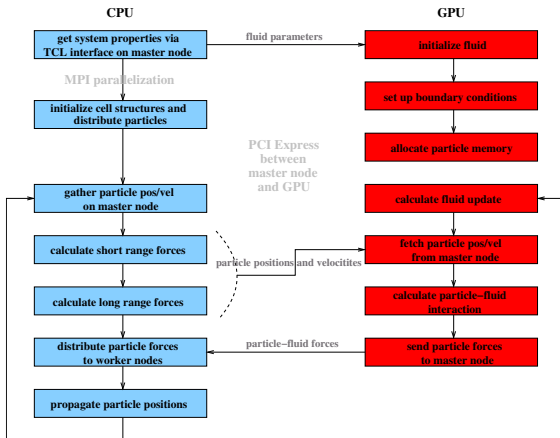 CPU
GPU
get system properties via
TCL interface on master node
fluid parameters
initialize fluid
MPI parallelization
set up boundary conditions
initialize cell structures and
distribute particles
allocate particle memory
PCI Express
between
master node
and GPU
gather particle pos/vel
on master node
calculate fluid update
calculate short range forces
particle positions and velocitites
fetch particle pos/vel
from master node
calculate long range forces
calculate particle-fluid
interaction
distribute particle forces
to worker nodes
particle-fluid forces
send particle forces
to master node
propagate particle positions